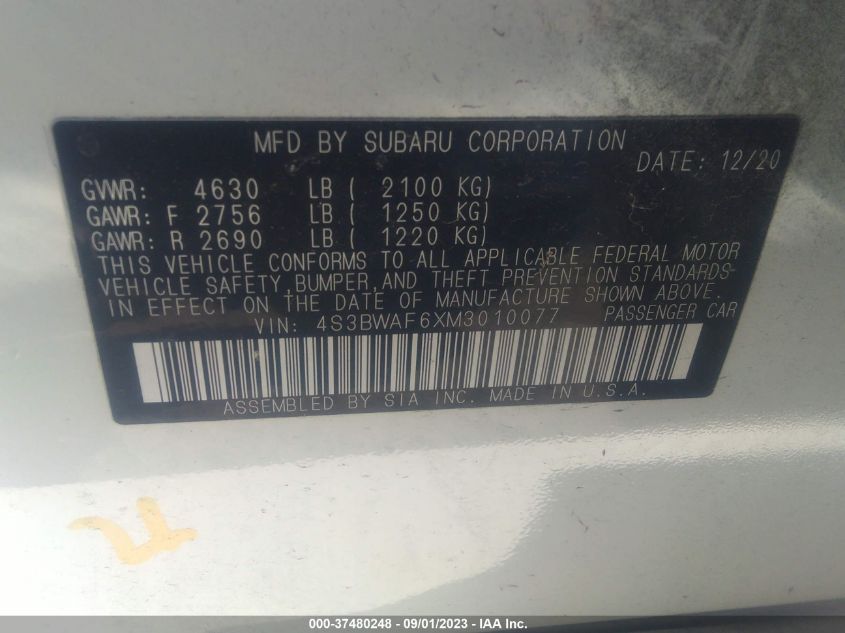 MFD BY SUBARU CORPORATION
DATE: 12/20
GVWR: 4630 LB ( 2100 KG)
GAWR: F 2756 LB ( 1250 KG)
GAWR: R 2690 LB ( 1220 KG)
THIS VEHICLE CONFORMS TO ALL APPLICABLE FEDERAL MOTOR
VEHICLE SAFETY,BUMPER,AND THEFT PREVENTION STANDARDS
IN EFFECT ON THE DATE OF MANUFACTURE SHOWN ABOVE.
VIN: 4S3BWAF6XM3010077 PASSENGER CAR
ASSEMBLED BY SIA INC. MADE IN U.S.A.
000-37480248 - 09/01/2023 - IAA Inc.